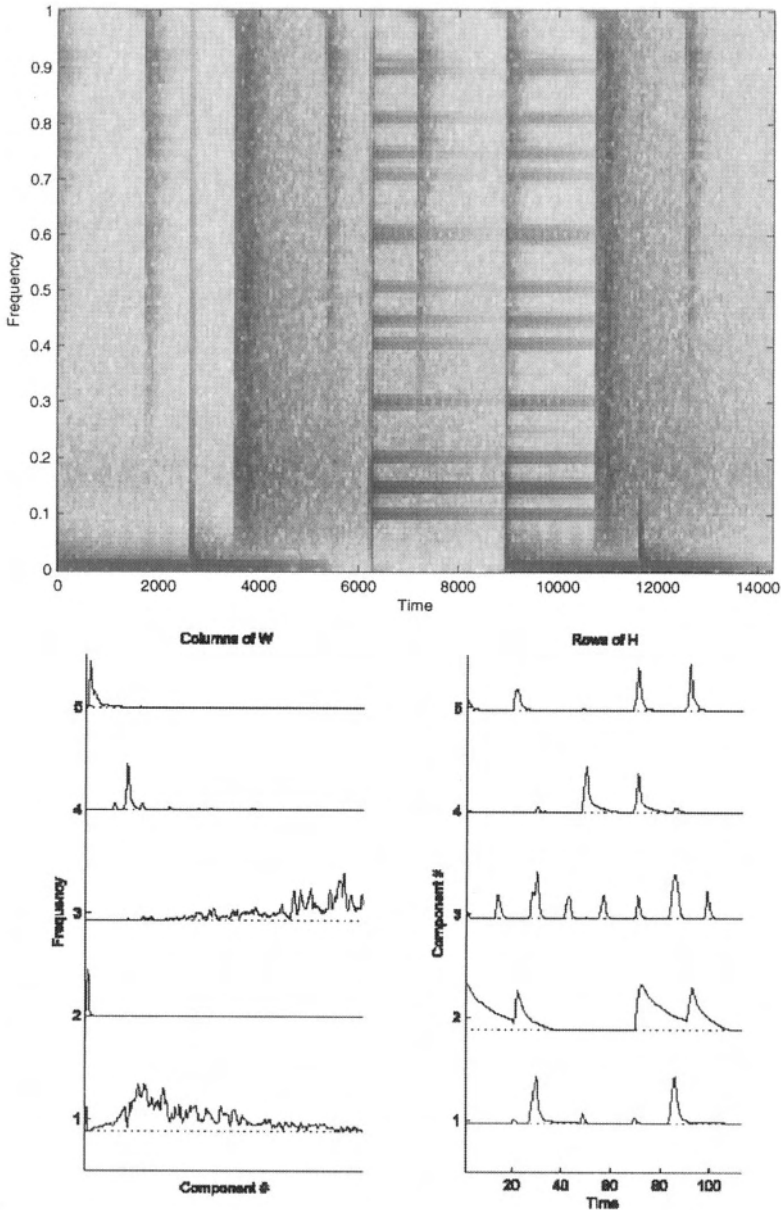 1
0.9
0.8
0.7
0.6
0.5
0.4
0.3
0.2
0.1
0
Frequency
0 2000 4000 6000 8000 10000 12000 14000
Time
Columns of W
5
4
3
2
1
Frequency
Component #
Rows of H
5
4
3
2
1
Component #
20 40 60 80 100
Time